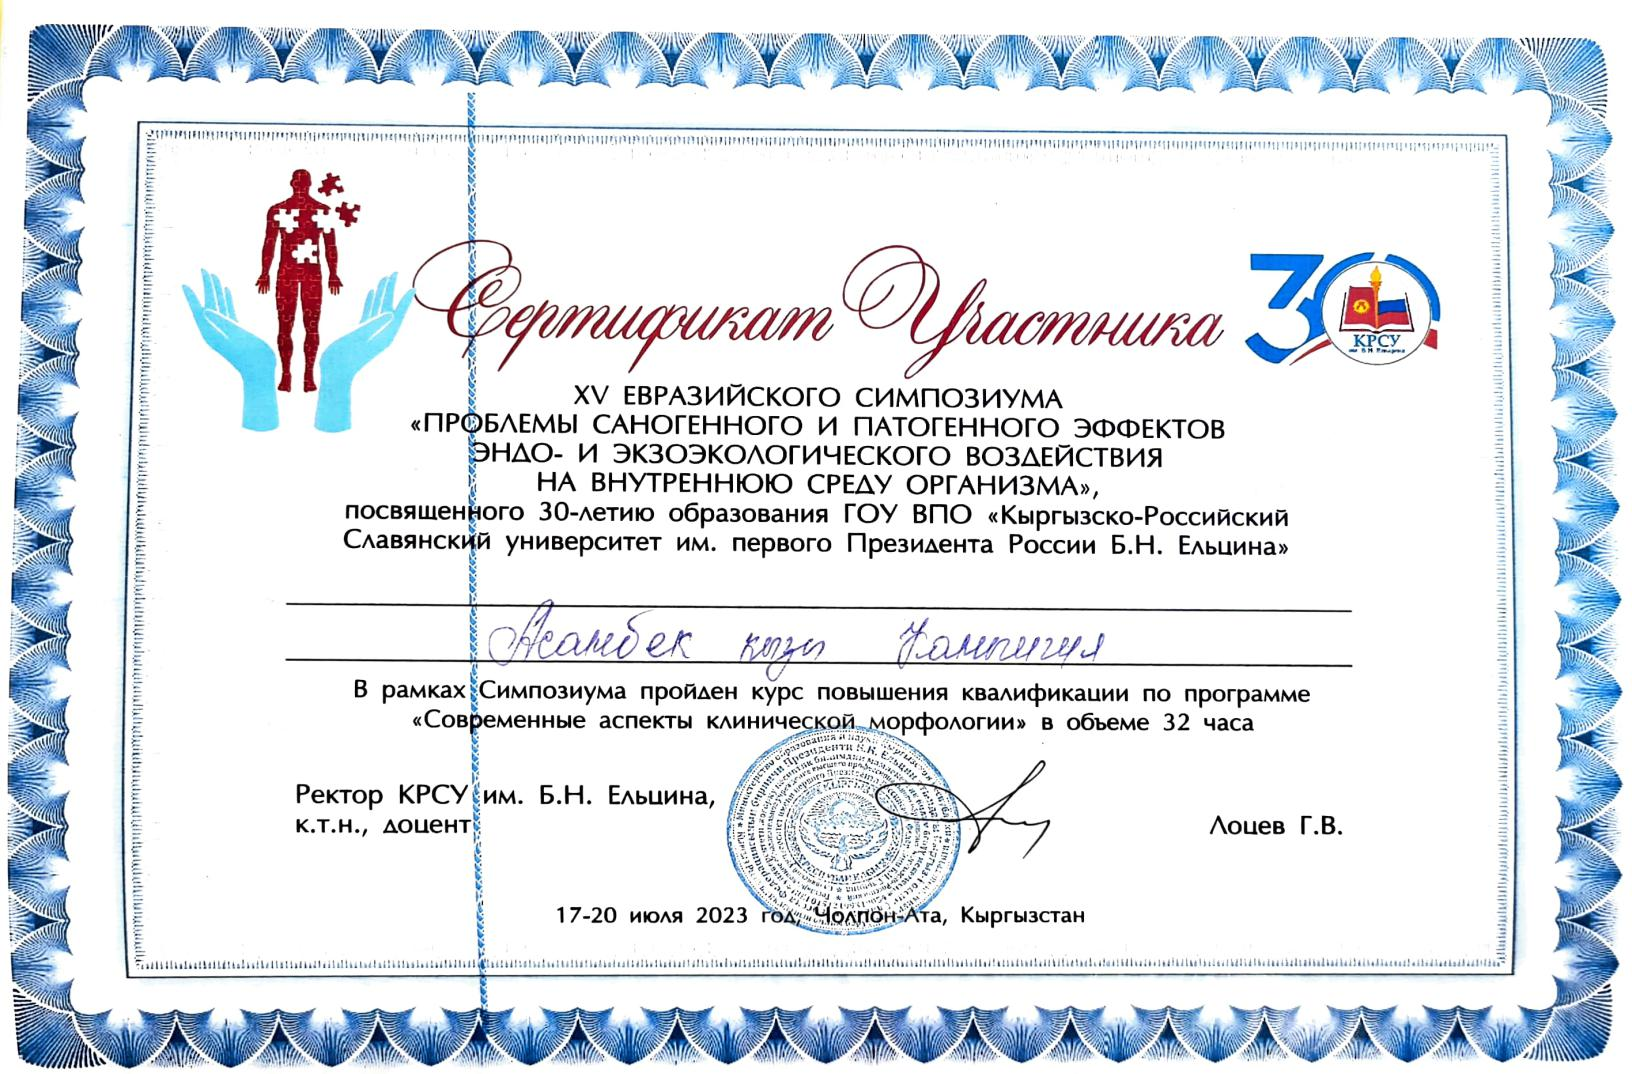 Сертификат Участника
30
КРСУ
им. Б.Н. Ельцина
XV ЕВРАЗИЙСКОГО СИМПОЗИУМА
«ПРОБЛЕМЫ САНОГЕННОГО И ПАТОГЕННОГО ЭФФЕКТОВ
ЭНДО- И ЭКЗОЭКОЛОГИЧЕСКОГО ВОЗДЕЙСТВИЯ
НА ВНУТРЕННЮЮ СРЕДУ ОРГАНИЗМА»,
посвященного 30-летию образования ГОУ ВПО «Кыргызско-Российский
Славянский университет им. первого Президента России Б.Н. Ельцина»
Асамбек кызы
В рамках Симпозиума пройден курс повышения квалификации по программе
«Современные аспекты клинической морфологии» в объеме 32 часа
Ректор КРСУ им. Б.Н. Ельцина,
к.т.н., доцент
Лоцев Г.В.
17-20 июля 2023 год, Чолпон-Ата, Кыргызстан